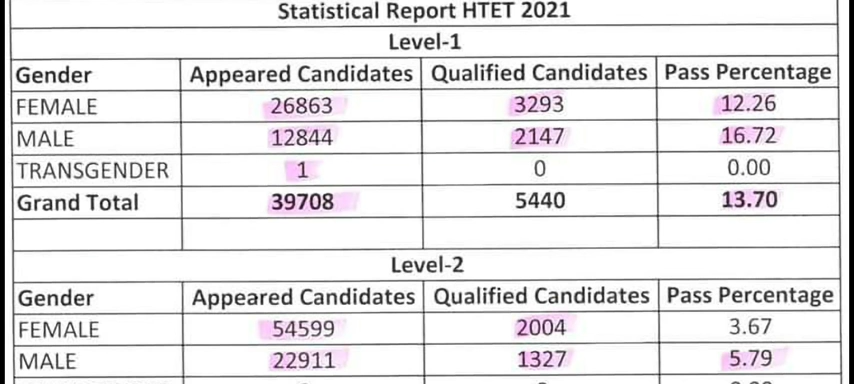 Statistical Report HTET 2021
Level-1
Gender Appeared Candidates Qualified Candidates Pass Percentage
FEMALE 26863 3293 12.26
MALE 12844 2147 16.72
TRANSGENDER 1 0 0.00
Grand Total 39708 5440 13.70
Level-2
Gender Appeared Candidates Qualified Candidates Pass Percentage
FEMALE 54599 2004 3.67
MALE 22911 1327 5.79